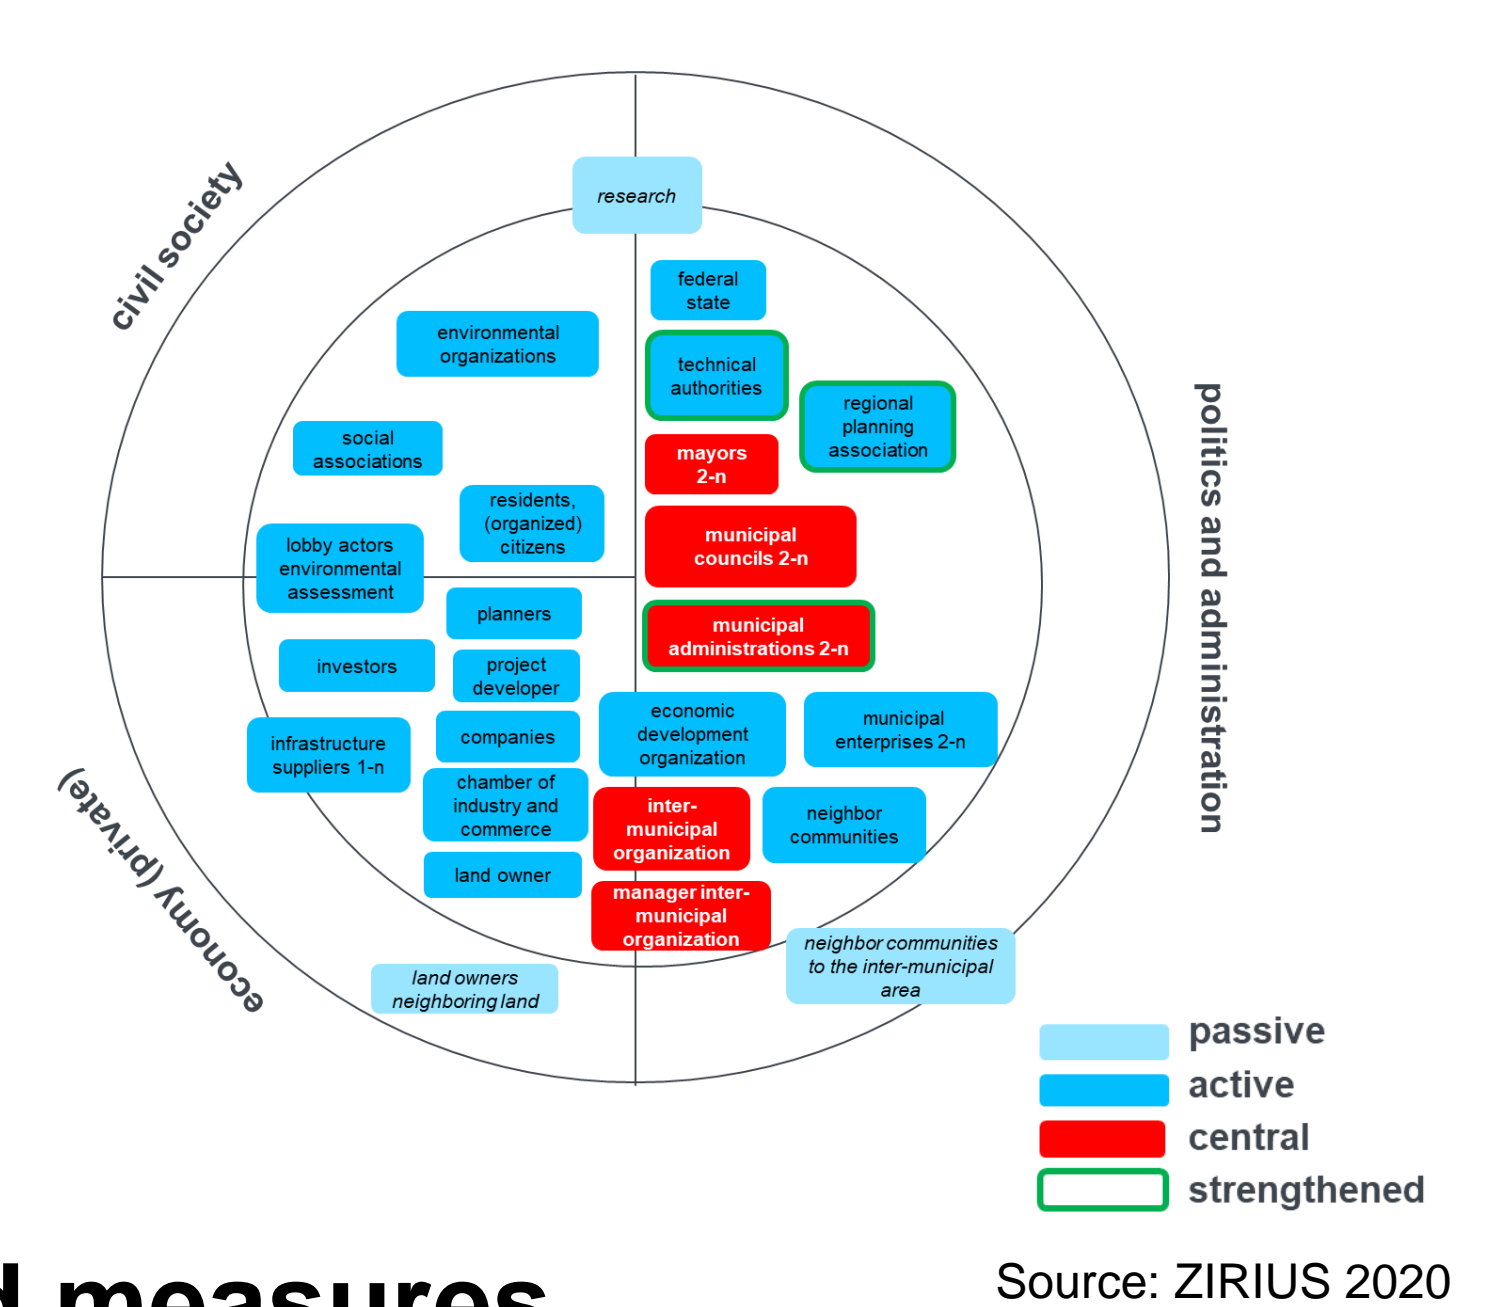 civil society
research
federal
state
environmental
organizations
technical
authorities
regional
planning
association
social
associations
mayors
2-n
residents,
(organized)
citizens
municipal
councils 2-n
lobby actors
environmental
assessment
politics and administration
planners
municipal
administrations 2-n
investors
project
developer
economic
development
organization
municipal
enterprises 2-n
infrastructure
suppliers 1-n
companies
chamber of
industry and
commerce
inter-
municipal
organization
neighbor
communities
economy (private)
land owner
manager inter-
municipal
organization
neighbor communities
to the inter-municipal
area
land owners
neighboring land
passive
active
central
strengthened
measures
Source: ZIRIUS 2020